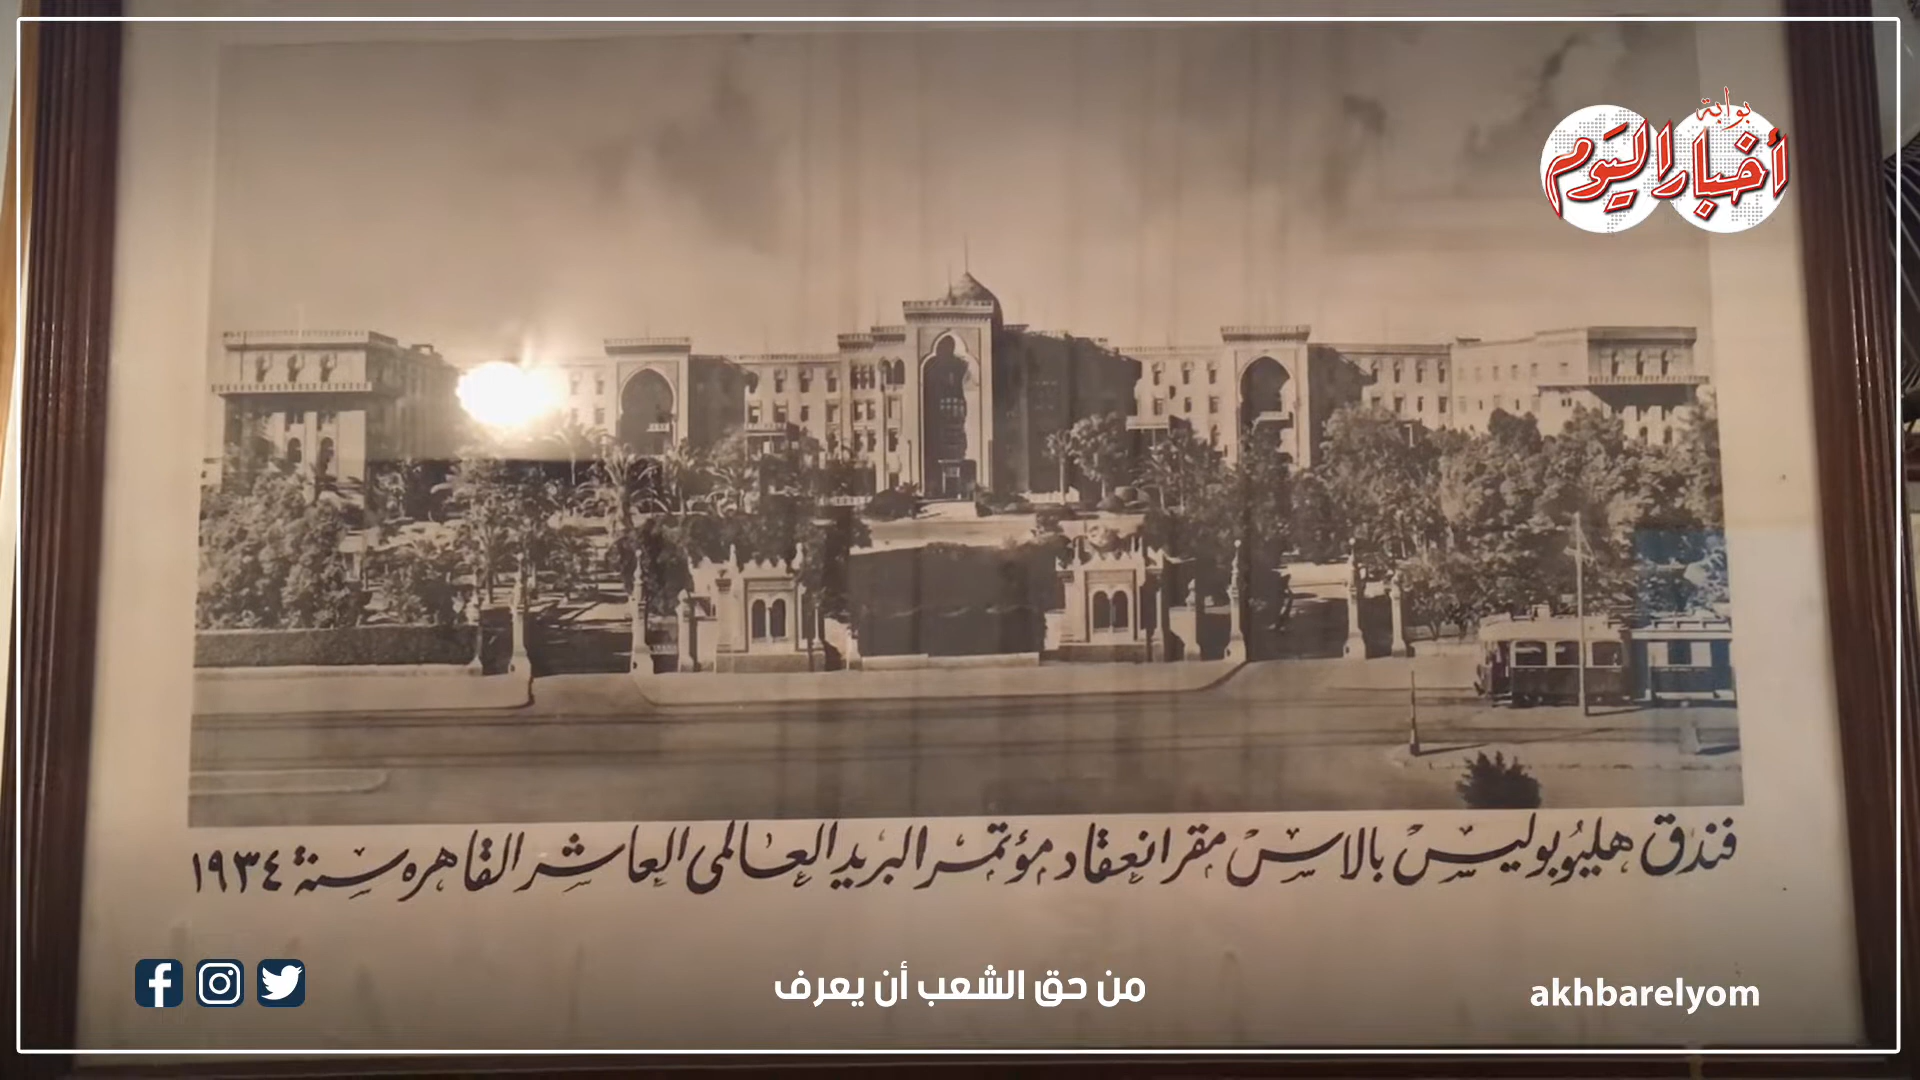 بوابة
أخبار اليوم
فندق هليوبوليس بالاس مقر انعقاد مؤتمر البريد العالمى العاشر القاهره سنة ١٩٣٤
من حق الشعب أن يعرف
akhbarelyom